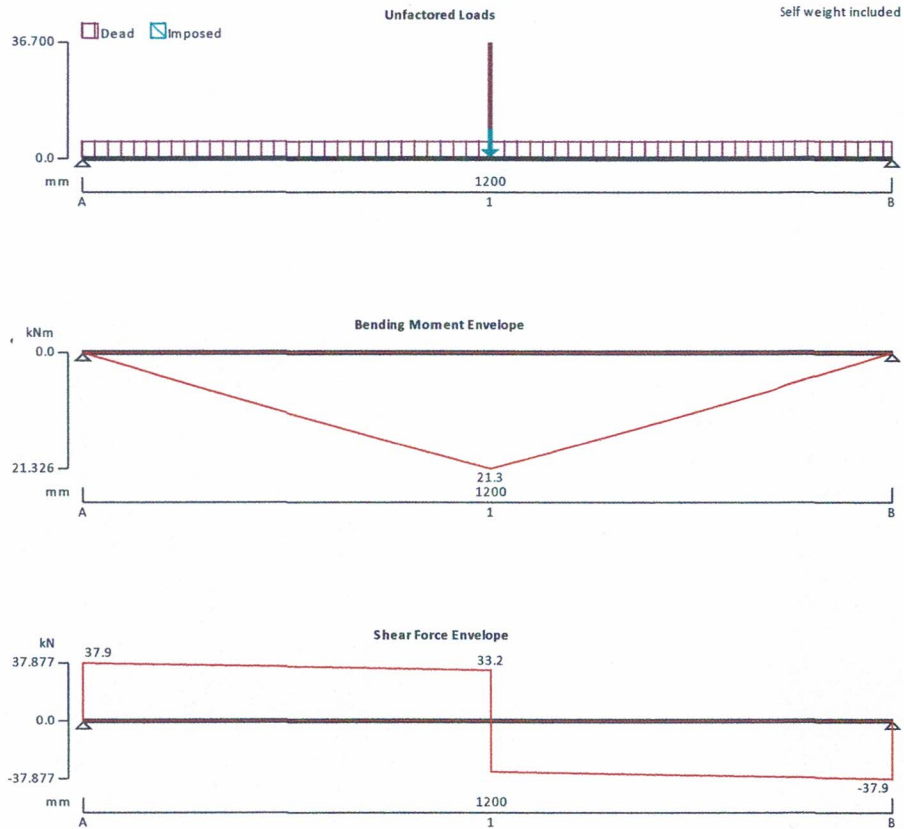 Unfactored Loads
Self weight included
Dead Imposed
36.700
0.0
mm
1200
A 1 B
Bending Moment Envelope
kNm
0.0
21.326
21.3
mm
1200
A 1 B
Shear Force Envelope
kN
37.9
37.877
33.2
0.0
-37.877
-37.9
mm
1200
A 1 B